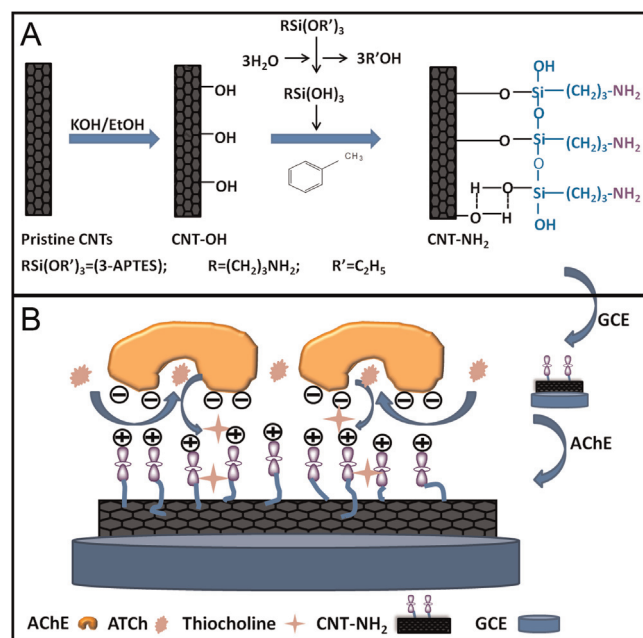 A
RSi(OR')₃
3H₂O
3R'OH
RSi(OH)₃
CH₃
KOH/EtOH
OH
OH
OH
OH
O Si (CH₂)₃-NH₂
O
O Si (CH₂)₃-NH₂
O
H O Si (CH₂)₃-NH₂
O H
OH
Pristine CNTs
CNT-OH
CNT-NH₂
RSi(OR')₃=(3-APTES); R=(CH₂)₃NH₂; R'=C₂H₅
B
GCE
AChE
− − − − − − − −
+ + + + + + + + +
AChE ATCh Thiocholine CNT-NH₂ GCE